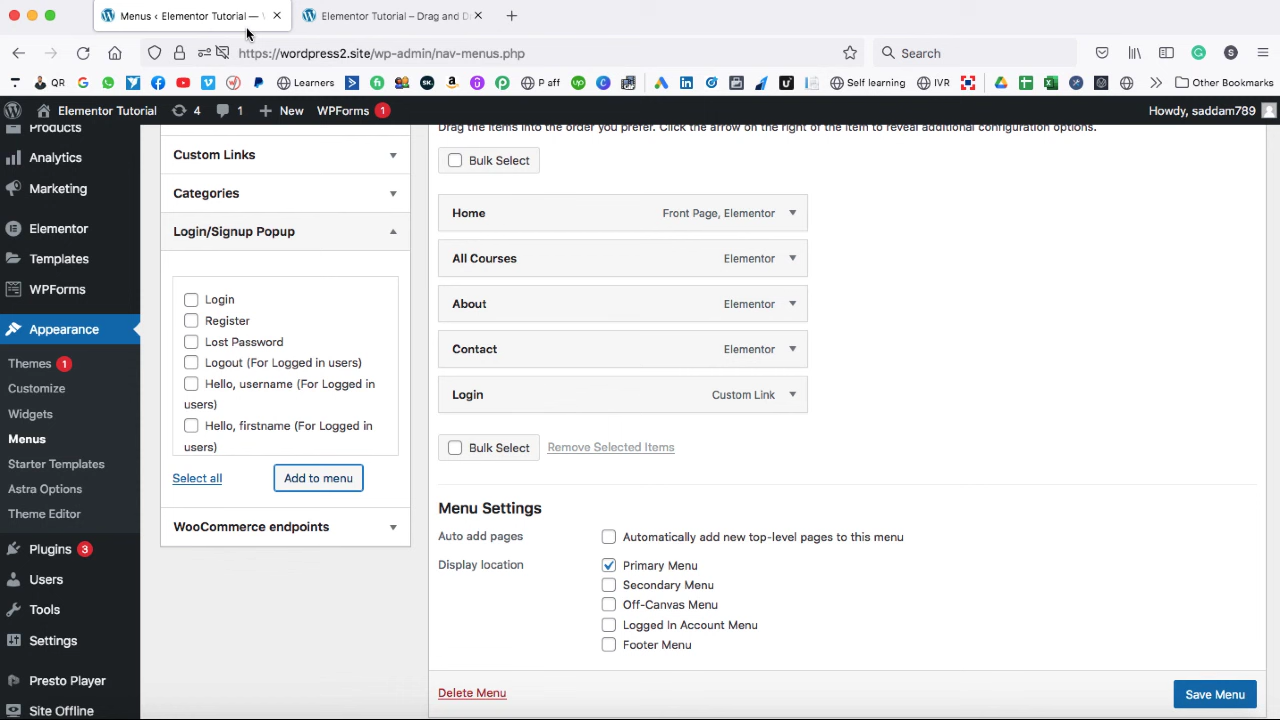 Menus ‹ Elementor Tutorial —
Elementor Tutorial – Drag and D
https://wordpress2.site/wp-admin/nav-menus.php
Search
QR
Learners
P aff
Self learning
IVR
Other Bookmarks
Elementor Tutorial
4
1
New
WPForms
1
Howdy, saddam789
Products
Analytics
Marketing
Elementor
Templates
WPForms
Appearance
Themes 1
Customize
Widgets
Menus
Starter Templates
Astra Options
Theme Editor
Plugins 3
Users
Tools
Settings
Presto Player
Site Offline
Custom Links
Categories
Login/Signup Popup
Login
Register
Lost Password
Logout (For Logged in users)
Hello, username (For Logged in
users)
Hello, firstname (For Logged in
users)
Select all
Add to menu
WooCommerce endpoints
Drag the items into the order you prefer. Click the arrow on the right of the item to reveal additional configuration options.
Bulk Select
Home Front Page, Elementor
All Courses Elementor
About Elementor
Contact Elementor
Login Custom Link
Bulk Select Remove Selected Items
Menu Settings
Auto add pages Automatically add new top-level pages to this menu
Display location Primary Menu
Secondary Menu
Off-Canvas Menu
Logged In Account Menu
Footer Menu
Delete Menu
Save Menu